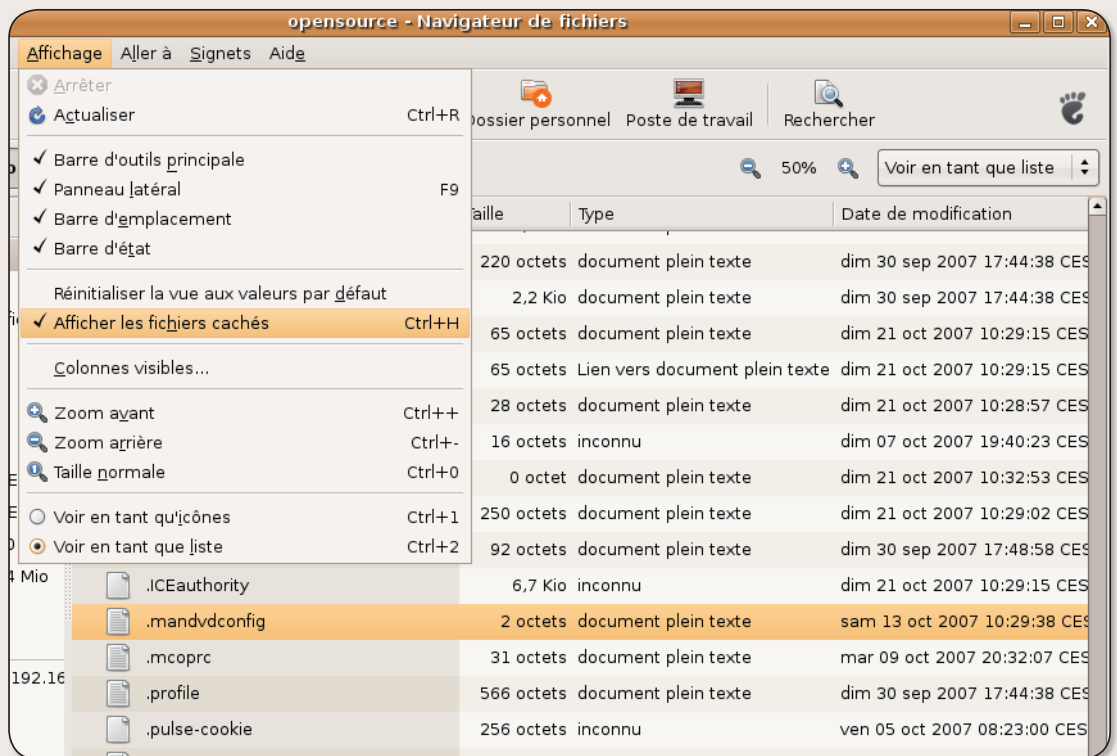 opensource - Navigateur de fichiers
Affichage Aller à Signets Aide
Arrêter
Actualiser Ctrl+R
Barre d'outils principale
Panneau latéral F9
Barre d'emplacement
Barre d'état
Réinitialiser la vue aux valeurs par défaut
Afficher les fichiers cachés Ctrl+H
Colonnes visibles...
Zoom avant Ctrl++
Zoom arrière Ctrl+-
Taille normale Ctrl+0
Voir en tant qu'icônes Ctrl+1
Voir en tant que liste Ctrl+2
Dossier personnel Poste de travail Rechercher
50% Voir en tant que liste
Taille Type Date de modification
220 octets document plein texte dim 30 sep 2007 17:44:38 CES
2,2 Kio document plein texte dim 30 sep 2007 17:44:38 CES
65 octets document plein texte dim 21 oct 2007 10:29:15 CES
65 octets Lien vers document plein texte dim 21 oct 2007 10:29:15 CES
28 octets document plein texte dim 21 oct 2007 10:28:57 CES
16 octets inconnu dim 07 oct 2007 19:40:23 CES
0 octet document plein texte dim 21 oct 2007 10:32:53 CES
250 octets document plein texte dim 21 oct 2007 10:29:02 CES
92 octets document plein texte dim 30 sep 2007 17:48:58 CES
4 Mio
.ICEauthority 6,7 Kio inconnu dim 21 oct 2007 10:29:15 CES
.mandvdconfig 2 octets document plein texte sam 13 oct 2007 10:29:38 CES
.mcoprc 31 octets document plein texte mar 09 oct 2007 20:32:07 CES
192.16
.profile 566 octets document plein texte dim 30 sep 2007 17:44:38 CES
.pulse-cookie 256 octets inconnu ven 05 oct 2007 08:23:00 CES